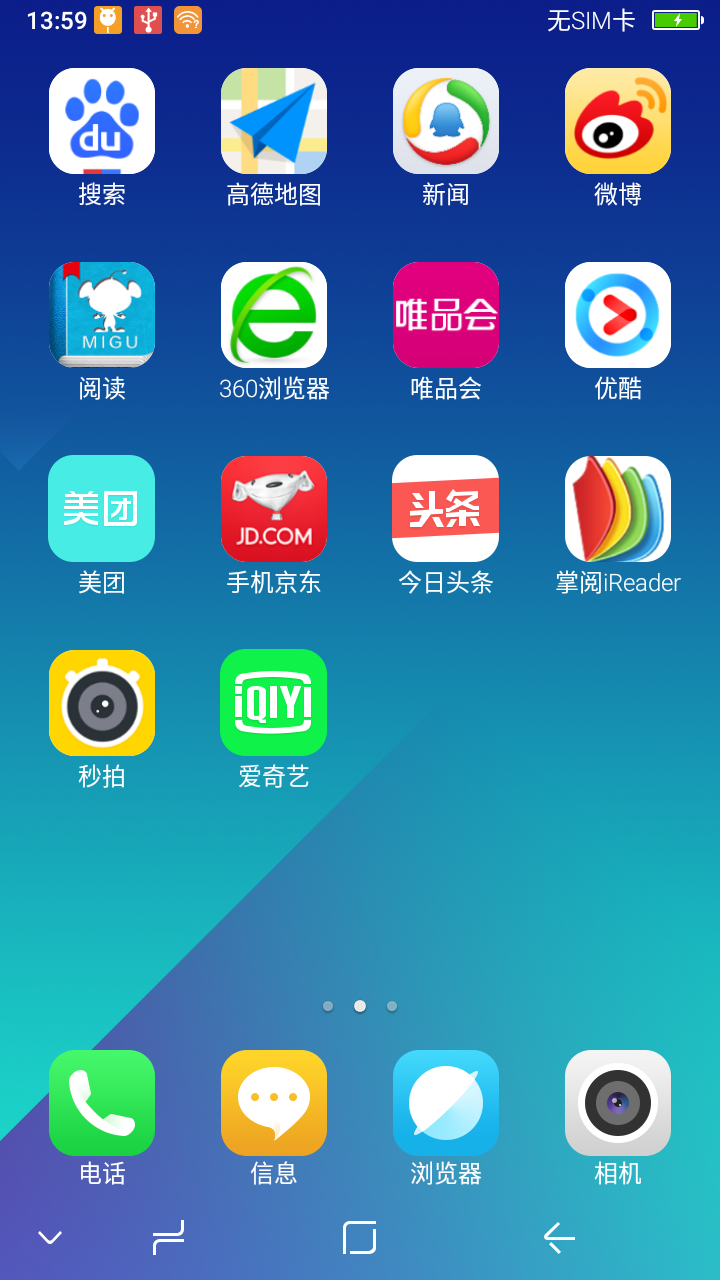 13:59 无SIM卡
du
搜索 高德地图 新闻 微博
MIGU 唯品会
阅读 360浏览器 唯品会 优酷
美团 JD.COM 头条
美团 手机京东 今日头条 掌阅iReader
iQIYI
秒拍 爱奇艺
电话 信息 浏览器 相机